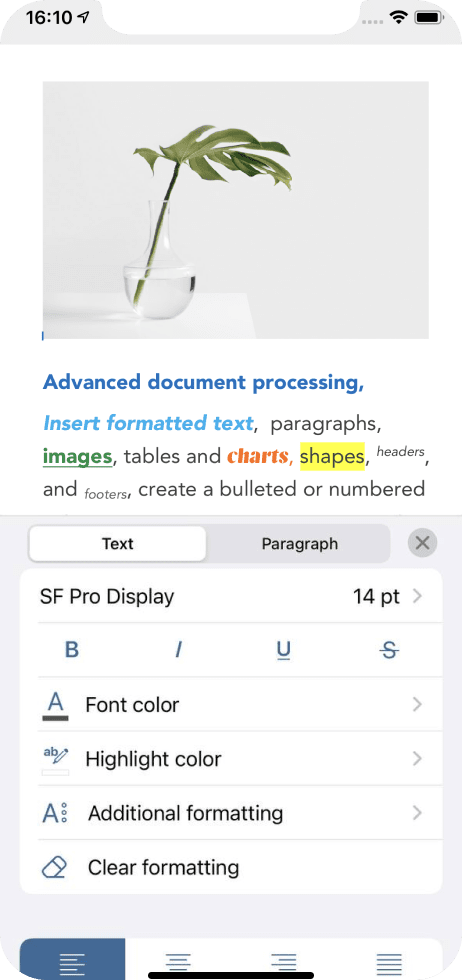 16:10
Advanced document processing,
Insert formatted text, paragraphs,
images, tables and charts, shapes, headers,
and footers, create a bulleted or numbered
Text Paragraph
SF Pro Display 14 pt
B I U S
A Font color
ab Highlight color
A Additional formatting
Clear formatting